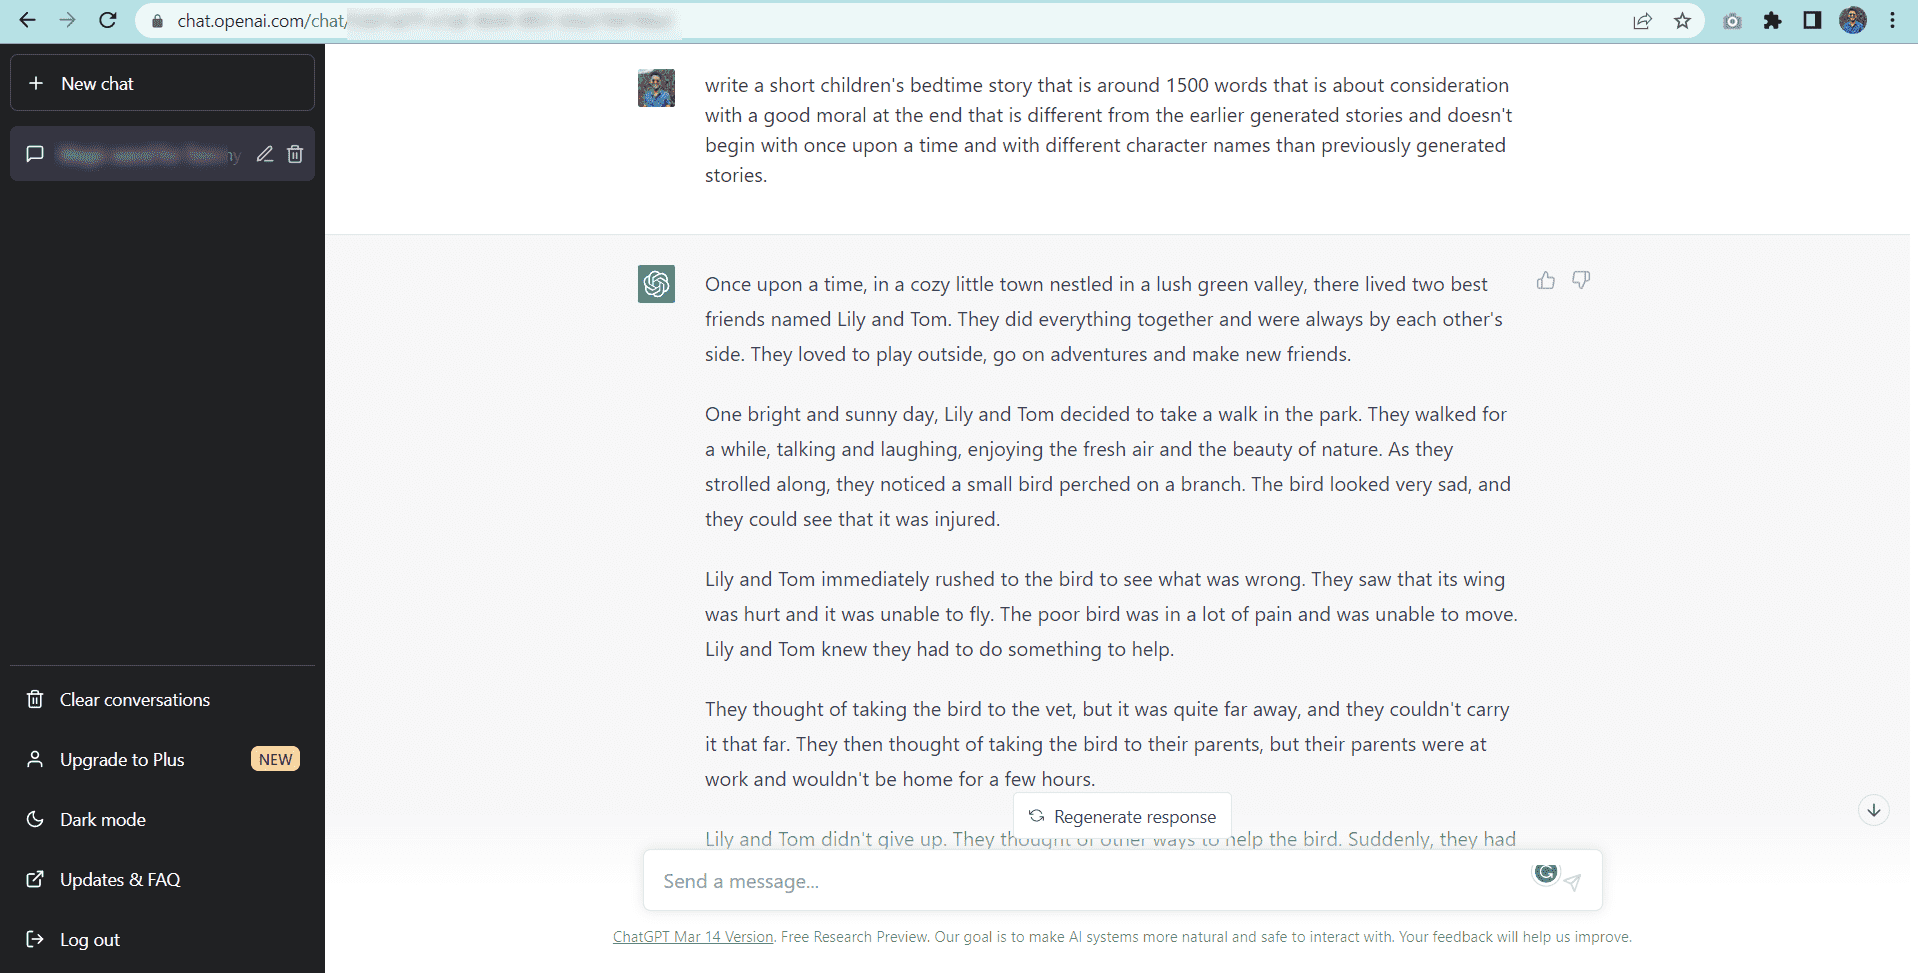 chat.openai.com/chat/
New chat
Clear conversations
Upgrade to Plus
NEW
Dark mode
Updates & FAQ
Log out
write a short children's bedtime story that is around 1500 words that is about consideration
with a good moral at the end that is different from the earlier generated stories and doesn't
begin with once upon a time and with different character names than previously generated
stories.
Once upon a time, in a cozy little town nestled in a lush green valley, there lived two best
friends named Lily and Tom. They did everything together and were always by each other's
side. They loved to play outside, go on adventures and make new friends.
One bright and sunny day, Lily and Tom decided to take a walk in the park. They walked for
a while, talking and laughing, enjoying the fresh air and the beauty of nature. As they
strolled along, they noticed a small bird perched on a branch. The bird looked very sad, and
they could see that it was injured.
Lily and Tom immediately rushed to the bird to see what was wrong. They saw that its wing
was hurt and it was unable to fly. The poor bird was in a lot of pain and was unable to move.
Lily and Tom knew they had to do something to help.
They thought of taking the bird to the vet, but it was quite far away, and they couldn't carry
it that far. They then thought of taking the bird to their parents, but their parents were at
work and wouldn't be home for a few hours.
Regenerate response
Lily and Tom didn't give up. They thought of other ways to help the bird. Suddenly, they had
Send a message...
ChatGPT Mar 14 Version. Free Research Preview. Our goal is to make AI systems more natural and safe to interact with. Your feedback will help us improve.